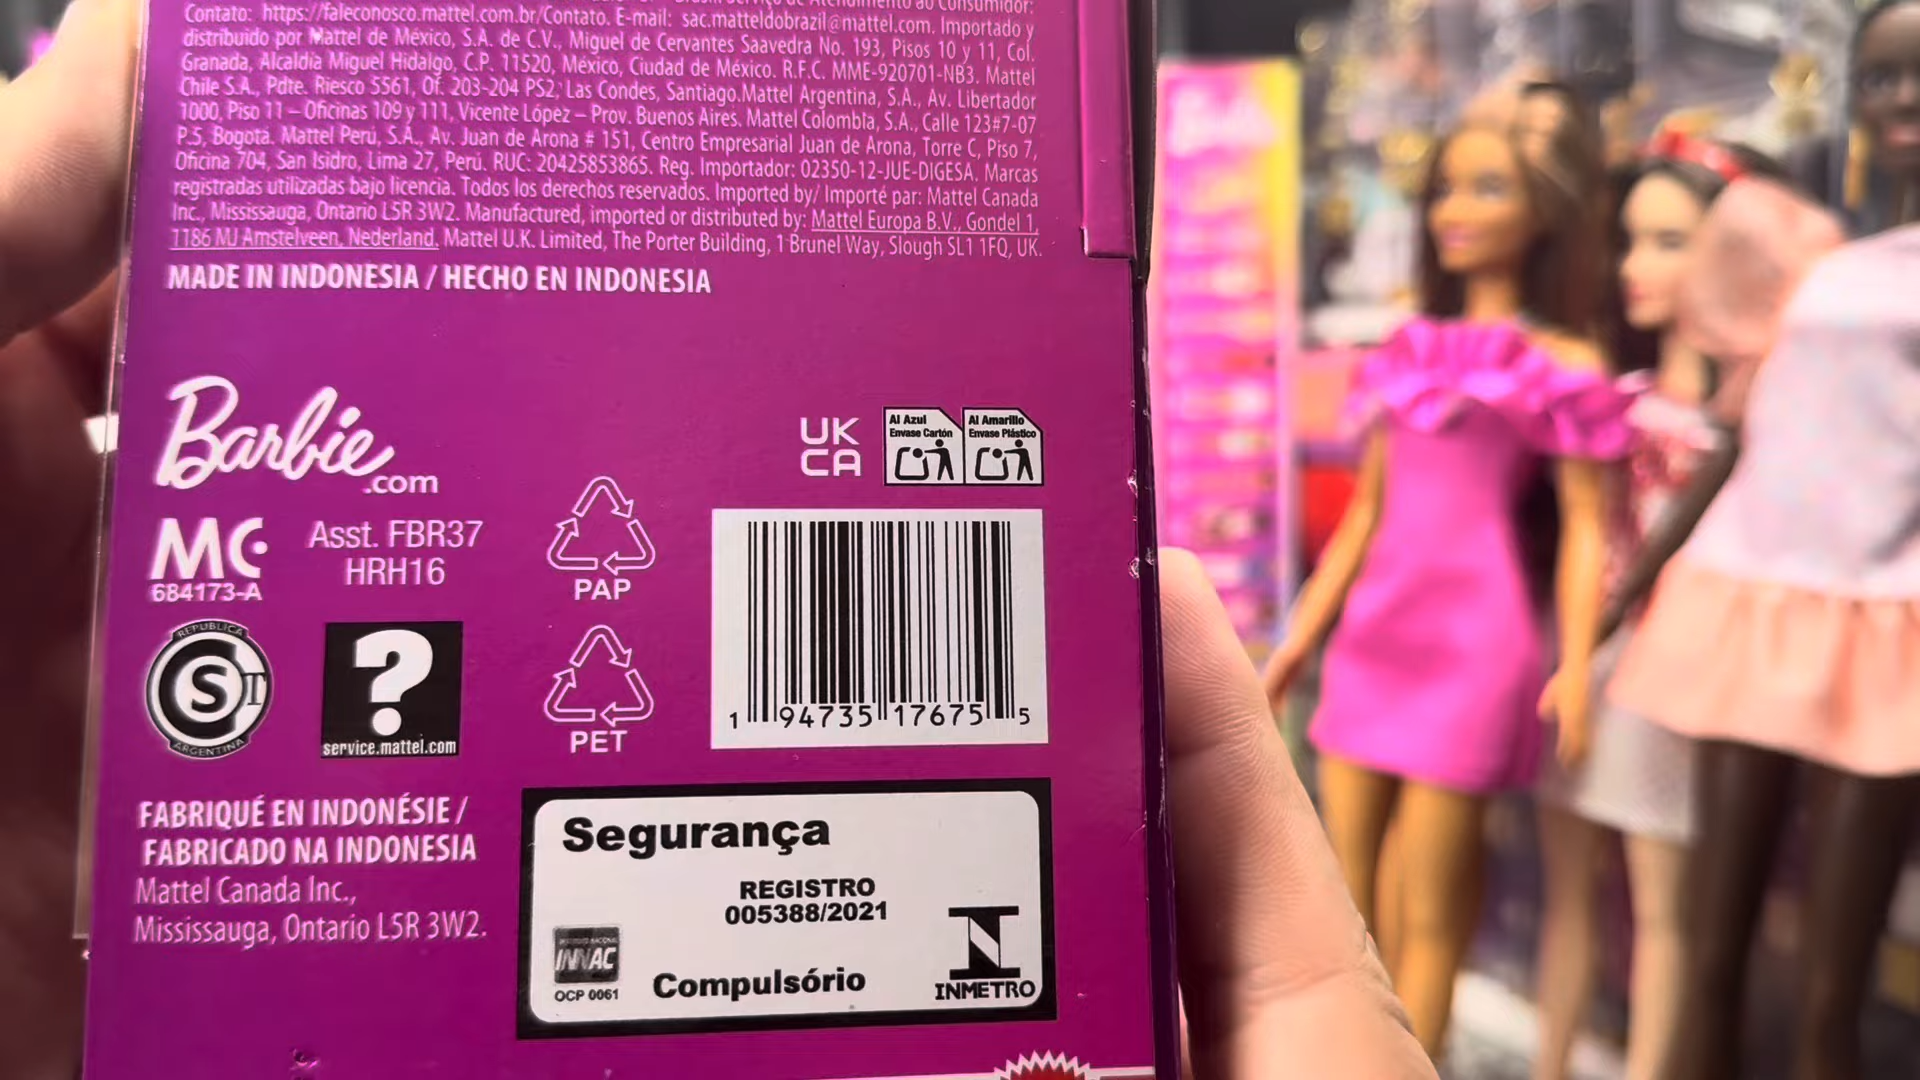 Contato: https://faleconosco.mattel.com.br/Contato. E-mail: sac.matteldobrazil@mattel.com. Importado y
distribuido por Mattel de México, S.A. de C.V., Miguel de Cervantes Saavedra No. 193, Pisos 10 y 11, Col.
Granada, Alcaldía Miguel Hidalgo, C.P. 11520, México, Ciudad de México. R.F.C. MME-920701-NB3. Mattel
Chile S.A., Pdte. Riesco 5561, Of. 203-204 PS2, Las Condes, Santiago.Mattel Argentina, S.A., Av. Libertador
1000, Piso 11 – Oficinas 109 y 111, Vicente López – Prov. Buenos Aires. Mattel Colombia, S.A., Calle 123#7-07
P.5, Bogotá. Mattel Perú, S.A., Av. Juan de Arona # 151, Centro Empresarial Juan de Arona, Torre C, Piso 7,
Oficina 704, San Isidro, Lima 27, Perú. RUC: 20425853865. Reg. Importador: 02350-12-JUE-DIGESA. Marcas
registradas utilizadas bajo licencia. Todos los derechos reservados. Imported by/ Importé par: Mattel Canada
Inc., Mississauga, Ontario L5R 3W2. Manufactured, imported or distributed by: Mattel Europa B.V., Gondel 1,
1186 MJ Amstelveen, Nederland. Mattel U.K. Limited, The Porter Building, 1 Brunel Way, Slough SL1 1FQ, UK.
MADE IN INDONESIA / HECHO EN INDONESIA
Barbie.com
UK
CA
Al Azul
Envase Cartón
Al Amarillo
Envase Plástico
MC
684173-A
Asst. FBR37
HRH16
PAP
REPUBLICA
S T
ARGENTINA
?
service.mattel.com
PET
1 94735 17675 5
FABRIQUÉ EN INDONÉSIE /
FABRICADO NA INDONESIA
Mattel Canada Inc.,
Mississauga, Ontario L5R 3W2.
Segurança
REGISTRO
005388/2021
INNAC
OCP 0061
Compulsório
INMETRO